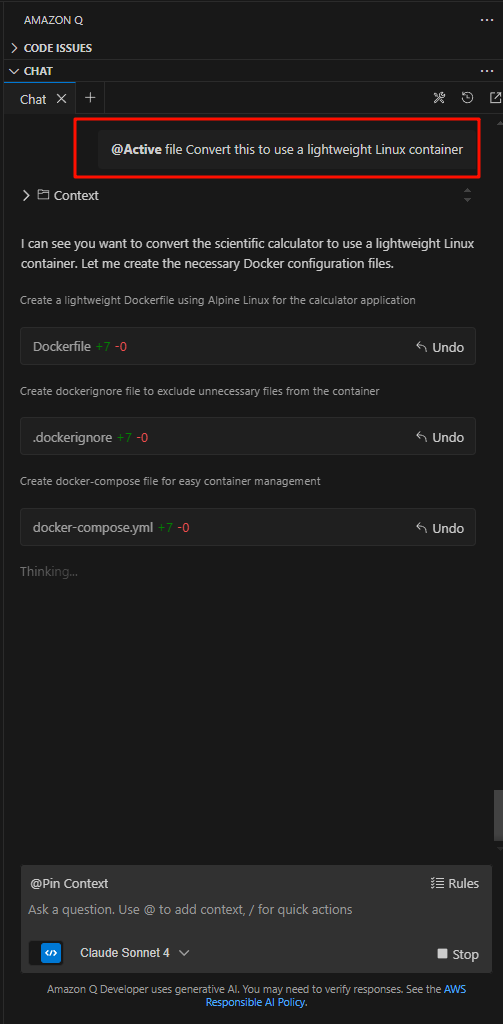 AMAZON Q
CODE ISSUES
CHAT
Chat
@Active file Convert this to use a lightweight Linux container
Context
I can see you want to convert the scientific calculator to use a lightweight Linux
container. Let me create the necessary Docker configuration files.
Create a lightweight Dockerfile using Alpine Linux for the calculator application
Dockerfile +7 -0 Undo
Create dockerignore file to exclude unnecessary files from the container
.dockerignore +7 -0 Undo
Create docker-compose file for easy container management
docker-compose.yml +7 -0 Undo
Thinking...
@Pin Context Rules
Ask a question. Use @ to add context, / for quick actions
Claude Sonnet 4 Stop
Amazon Q Developer uses generative AI. You may need to verify responses. See the AWS
Responsible AI Policy.